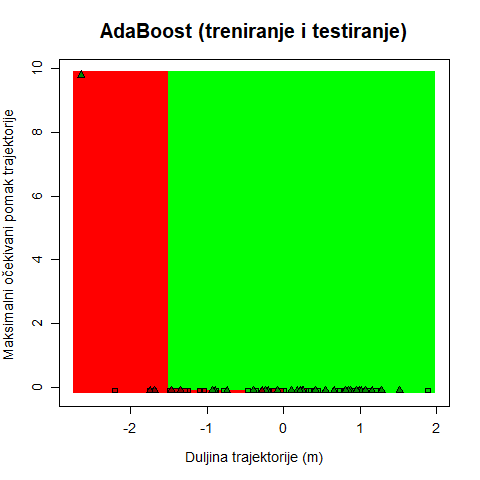 AdaBoost (treniranje i testiranje)
Maksimalni očekivani pomak trajektorije
10
8
6
4
2
0
-2 -1 0 1 2
Duljina trajektorije (m)